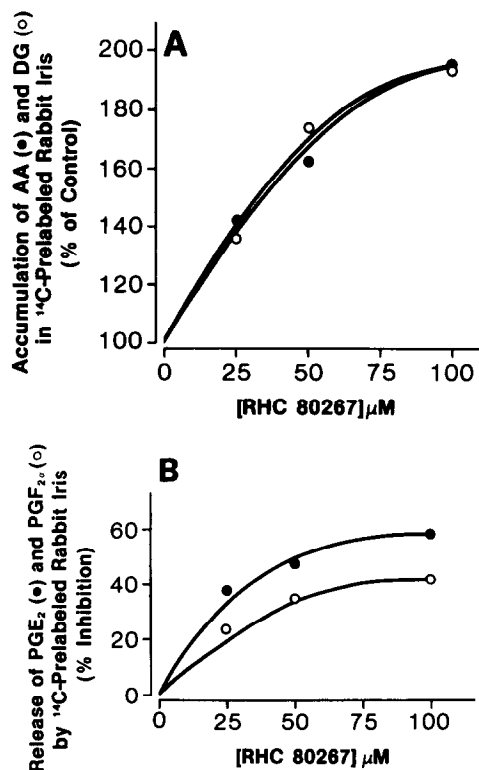 A
Accumulation of AA (●) and DG (○)
in ¹⁴C-Prelabeled Rabbit Iris
(% of Control)
200
180
160
140
120
100
0
25
50
75
100
[RHC 80267]μM
B
Release of PGE₂ (●) and PGF₂α (○)
by ¹⁴C-Prelabeled Rabbit Iris
(% Inhibition)
60
40
20
0
0
25
50
75
100
[RHC 80267]μM